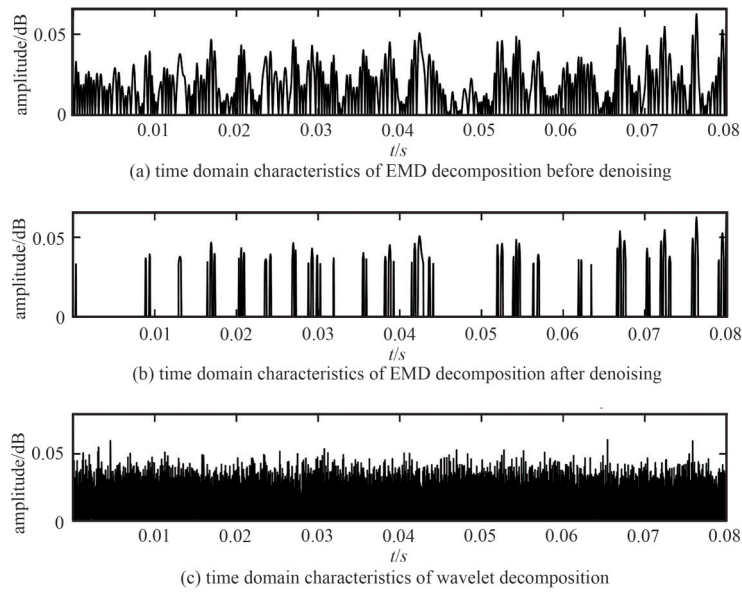 amplitude/dB
0.05
0
0.01 0.02 0.03 0.04 0.05 0.06 0.07 0.08
t/s
(a) time domain characteristics of EMD decomposition before denoising
amplitude/dB
0.05
0
0.01 0.02 0.03 0.04 0.05 0.06 0.07 0.08
t/s
(b) time domain characteristics of EMD decomposition after denoising
amplitude/dB
0.05
0
0.01 0.02 0.03 0.04 0.05 0.06 0.07 0.08
t/s
(c) time domain characteristics of wavelet decomposition